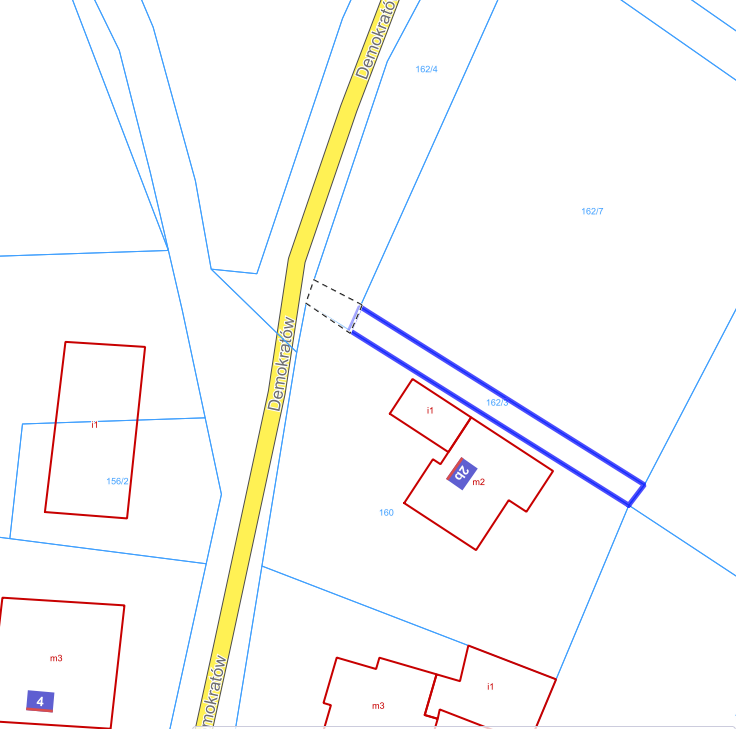 Demokrató
162/4
162/7
Demokratów
162/3
i1
i1
2b
m2
156/2
160
m3
i1
4
m3
mokratów